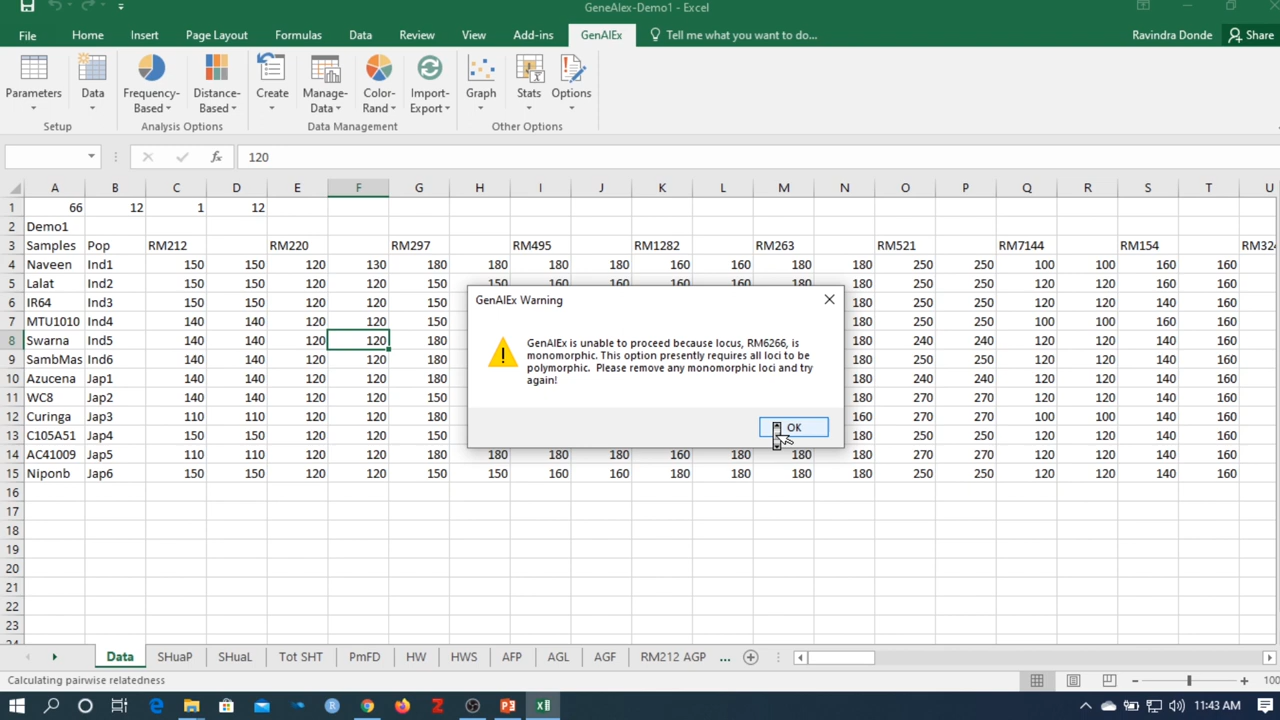 GeneAlex-Demo1 - Excel
File Home Insert Page Layout Formulas Data Review View Add-ins GenAlEx Tell me what you want to do... Ravindra Donde Share
Parameters Data Frequency-Based Distance-Based Create Manage-Data Color-Rand Import-Export Graph Stats Options
Setup Analysis Options Data Management Other Options
fx 120
A B C D E F G H I J K L M N O P Q R S T U
1 66 12 1 12
2 Demo1
3 Samples Pop RM212 RM220 RM297 RM495 RM1282 RM263 RM521 RM7144 RM154 RM324
4 Naveen Ind1 150 150 120 130 180 180 180 180 160 160 180 180 250 250 100 100 160 160
5 Lalat Ind2 150 150 120 120 150 150 160 160 160 160 180 180 250 250 120 120 140 160
6 IR64 Ind3 150 150 120 120 180 180 250 250 120 120 140 160
7 MTU1010 Ind4 140 140 120 120 150 180 250 250 100 100 160 160
8 Swarna Ind5 140 140 120 120 180 180 240 240 120 120 140 160
9 SambMas Ind6 140 140 120 120 180 180 250 250 120 120 140 160
10 Azucena Jap1 140 140 120 120 180 180 240 240 120 120 140 160
11 WC8 Jap2 140 140 120 120 150 180 270 270 120 120 140 160
12 Curinga Jap3 110 110 120 120 180 160 270 270 100 100 140 160
13 C105A51 Jap4 110 110 120 120 150 180 250 250 120 120 140 160
14 AC41009 Jap5 110 110 120 120 180 180 180 160 180 180 180 180 270 270 120 120 140 160
15 Niponb Jap6 150 150 120 120 150 150 160 160 180 180 180 180 250 250 120 120 140 160
16
17
18
19
20
21
22
23
GenAlEx Warning
GenAlEx is unable to proceed because locus, RM6266, is
monomorphic. This option presently requires all loci to be
polymorphic. Please remove any monomorphic loci and try
again!
OK
Data SHuaP SHuaL Tot SHT PmFD HW HWS AFP AGL AGF RM212 AGP ...
Calculating pairwise relatedness 100
11:43 AM